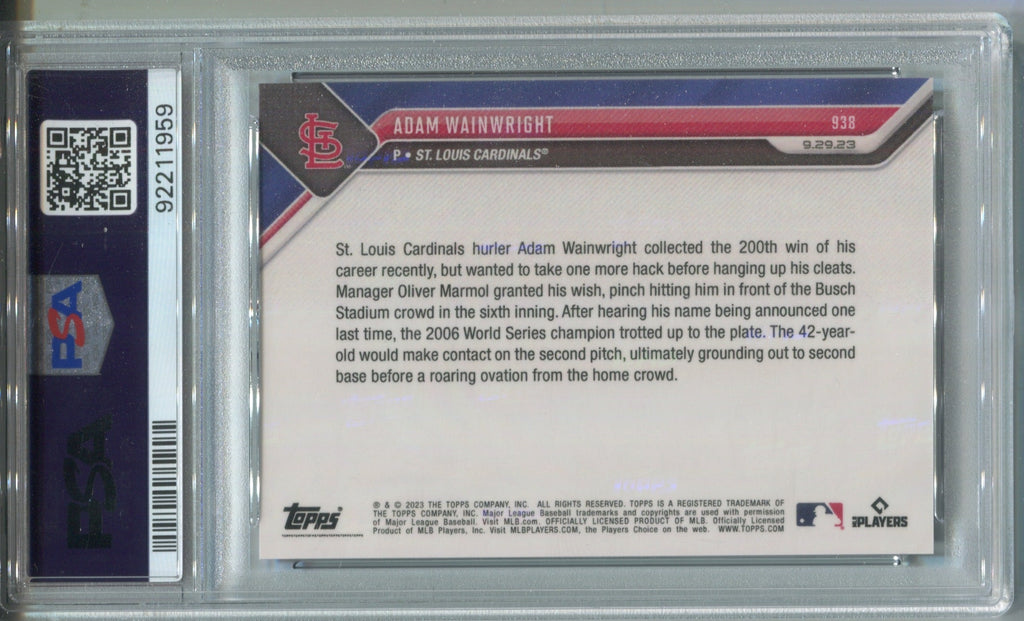 92211959
PSA
PSA
STL
ADAM WAINWRIGHT
938
P • ST. LOUIS CARDINALS®
9.29.23
St. Louis Cardinals hurler Adam Wainwright collected the 200th win of his
career recently, but wanted to take one more hack before hanging up his cleats.
Manager Oliver Marmol granted his wish, pinch hitting him in front of the Busch
Stadium crowd in the sixth inning. After hearing his name being announced one
last time, the 2006 World Series champion trotted up to the plate. The 42-year-
old would make contact on the second pitch, ultimately grounding out to second
base before a roaring ovation from the home crowd.
Topps
® & © 2023 THE TOPPS COMPANY, INC. ALL RIGHTS RESERVED. TOPPS IS A REGISTERED TRADEMARK OF
THE TOPPS COMPANY, INC. Major League Baseball trademarks and copyrights are used with permission
of Major League Baseball. Visit MLB.com. OFFICIALLY LICENSED PRODUCT OF MLB. Officially Licensed
Product of MLB Players, Inc. Visit MLBPLAYERS.COM, the Players Choice on the web. WWW.TOPPS.COM
MLB PLAYERS